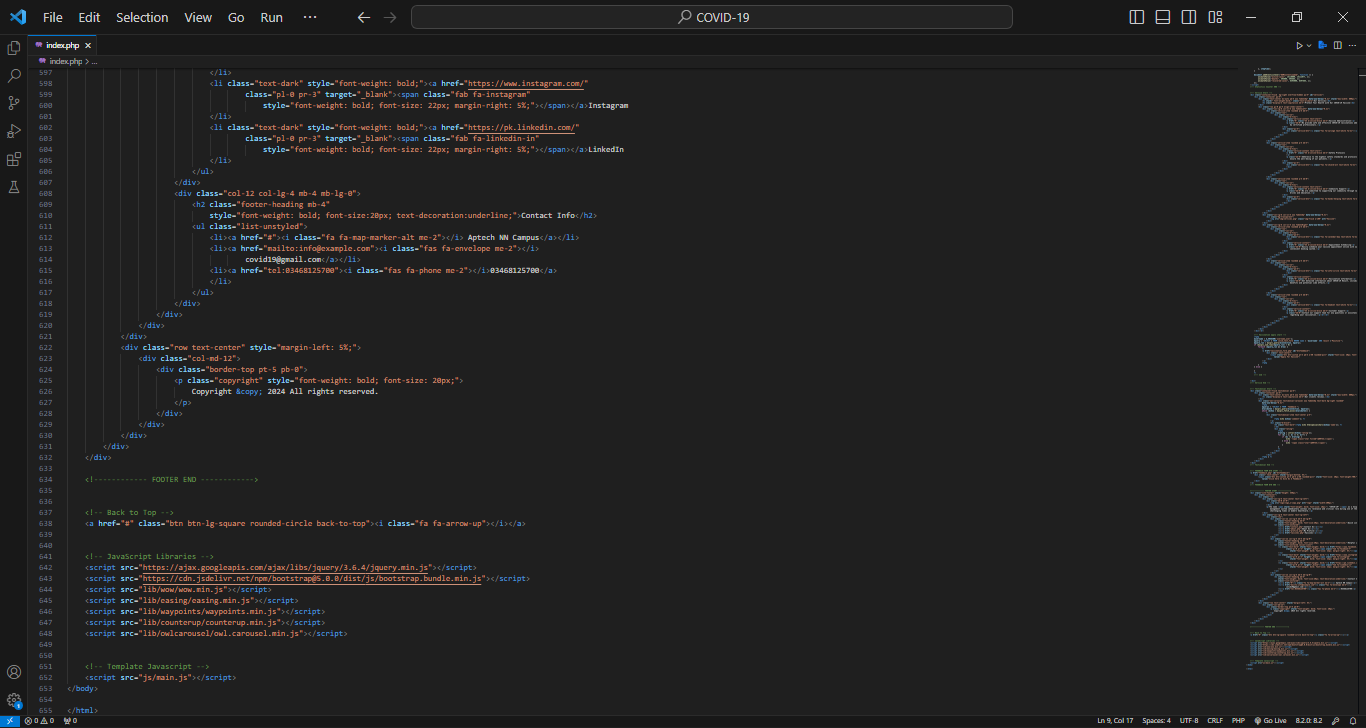 File Edit Selection View Go Run ···
COVID-19
index.php
index.php > ...
597 </li>
598 <li class="text-dark" style="font-weight: bold;"><a href="https://www.instagram.com/"
599 class="pl-0 pr-3" target="_blank"><span class="fab fa-instagram"
600 style="font-weight: bold; font-size: 22px; margin-right: 5%;"></span></a>Instagram
601 </li>
602 <li class="text-dark" style="font-weight: bold;"><a href="https://pk.linkedin.com/"
603 class="pl-0 pr-3" target="_blank"><span class="fab fa-linkedin-in"
604 style="font-weight: bold; font-size: 22px; margin-right: 5%;"></span></a>LinkedIn
605 </li>
606 </ul>
607 </div>
608 <div class="col-12 col-lg-4 mb-4 mb-lg-0">
609 <h2 class="footer-heading mb-4"
610 style="font-weight: bold; font-size:20px; text-decoration:underline;">Contact Info</h2>
611 <ul class="list-unstyled">
612 <li><a href="#"><i class="fa fa-map-marker-alt me-2"></i> Aptech NN Campus</a></li>
613 <li><a href="mailto:info@example.com"><i class="fas fa-envelope me-2"></i>
614 covid19@gmail.com</a></li>
615 <li><a href="tel:03468125700"><i class="fas fa-phone me-2"></i>03468125700</a>
616 </li>
617 </ul>
618 </div>
619 </div>
620 </div>
621 </div>
622 <div class="row text-center" style="margin-left: 5%;">
623 <div class="col-md-12">
624 <div class="border-top pt-5 pb-0">
625 <p class="copyright" style="font-weight: bold; font-size: 20px;">
626 Copyright &copy; 2024 All rights reserved.
627 </p>
628 </div>
629 </div>
630 </div>
631 </div>
632 </div>
633
634 <!------------ FOOTER END ------------>
635
636
637 <!-- Back to Top -->
638 <a href="#" class="btn btn-lg-square rounded-circle back-to-top"><i class="fa fa-arrow-up"></i></a>
639
640
641 <!-- JavaScript Libraries -->
642 <script src="https://ajax.googleapis.com/ajax/libs/jquery/3.6.4/jquery.min.js"></script>
643 <script src="https://cdn.jsdelivr.net/npm/bootstrap@5.0.0/dist/js/bootstrap.bundle.min.js"></script>
644 <script src="lib/wow/wow.min.js"></script>
645 <script src="lib/easing/easing.min.js"></script>
646 <script src="lib/waypoints/waypoints.min.js"></script>
647 <script src="lib/counterup/counterup.min.js"></script>
648 <script src="lib/owlcarousel/owl.carousel.min.js"></script>
649
650
651 <!-- Template Javascript -->
652 <script src="js/main.js"></script>
653 </body>
654
655 </html>
0 0 0 Ln 9, Col 17 Spaces: 4 UTF-8 CRLF PHP Go Live 8.2.0: 8.2